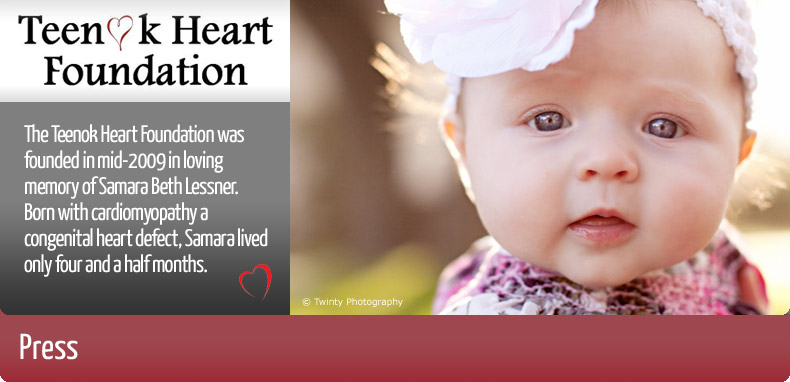 Teenok Heart
Foundation
The Teenok Heart Foundation was
founded in mid-2009 in loving
memory of Samara Beth Lessner.
Born with cardiomyopathy a
congenital heart defect, Samara lived
only four and a half months.
© Twinty Photography
Press